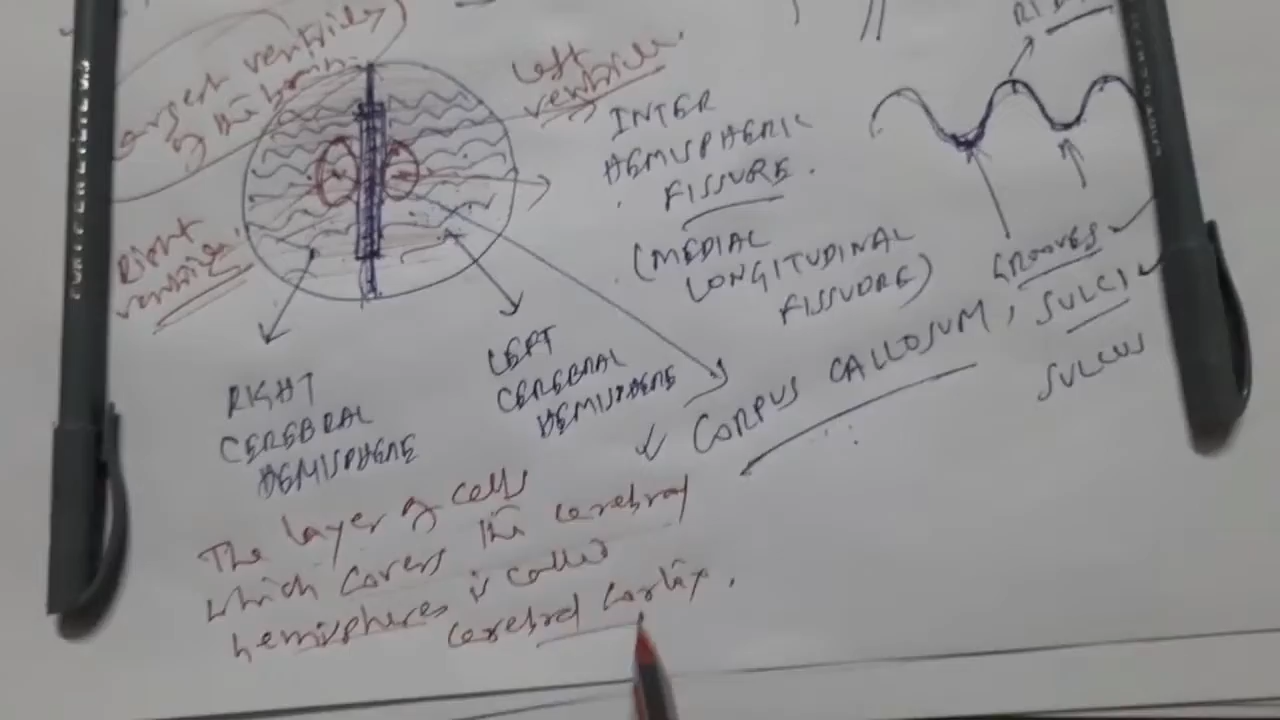 Largest ventricles
of the brain.
Left
ventricle.
Right
ventricle.
INTER
HEMISPHERIC
FISSURE.
(MEDIAL
LONGITUDINAL
FISSURE)
GROOVES
SULCI
SULCUS
RIGHT
CEREBRAL
HEMISPHERE
LEFT
CEREBRAL
HEMISPHERE
CORPUS CALLOSUM,
The layer of cells
which covers the cerebral
hemispheres is called
cerebral cortex.